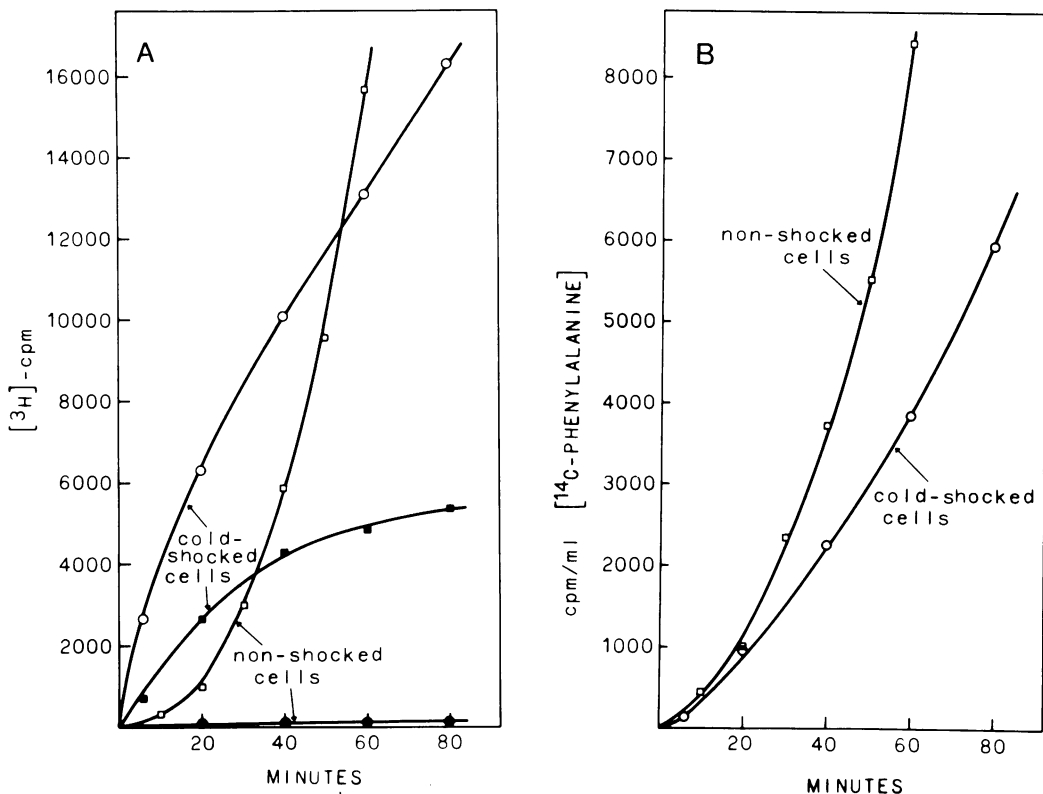 A
16000
14000
12000
10000
8000
6000
4000
2000
[³H]-cpm
cold-
shocked
cells
non-shocked
cells
20
40
60
80
MINUTES
B
8000
7000
6000
5000
4000
3000
2000
1000
cpm/ml [¹⁴C-PHENYLALANINE]
non-shocked
cells
cold-shocked
cells
20
40
60
80
MINUTES